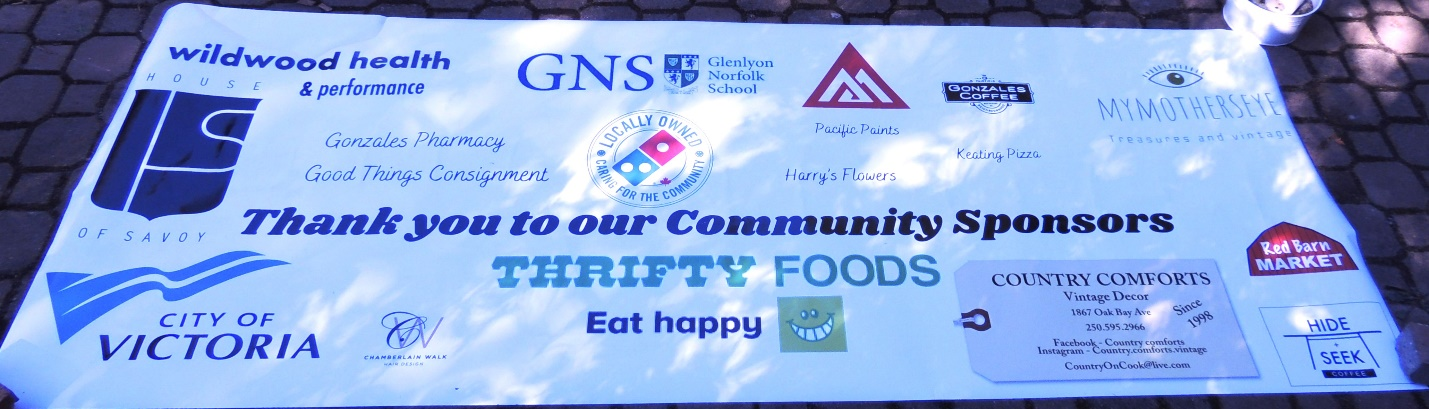 wildwood health
& performance
HOUSE
OF SAVOY
GNS
Glenlyon
Norfolk
School
Gonzales Pharmacy
Good Things Consignment
LOCALLY OWNED
CARING FOR THE COMMUNITY
Pacific Paints
Harry's Flowers
GONZALES
COFFEE
Keating Pizza
MYMOTHERSEYE
Treasures and vintage
Thank you to our Community Sponsors
CITY OF
VICTORIA
CW
CHAMBERLAIN WALK
HAIR DESIGN
THRIFTY FOODS
Eat happy
COUNTRY COMFORTS
Vintage Decor
1867 Oak Bay Ave
250.595.2966
Since
1998
Facebook - Country comforts
Instagram - Country.comforts.vintage
CountryOnCook@live.com
Red Barn
MARKET
HIDE
+
SEEK
COFFEE